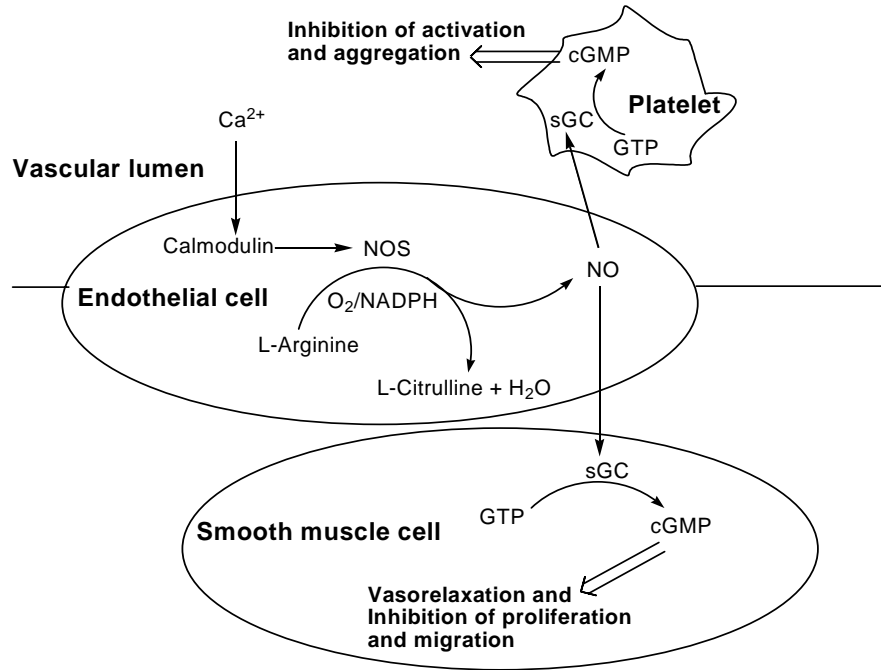 Inhibition of activation
and aggregation
cGMP
Platelet
sGC
GTP
Ca²⁺
Vascular lumen
Calmodulin
NOS
NO
Endothelial cell
O₂/NADPH
L-Arginine
L-Citrulline + H₂O
sGC
GTP
cGMP
Smooth muscle cell
Vasorelaxation and
Inhibition of proliferation
and migration